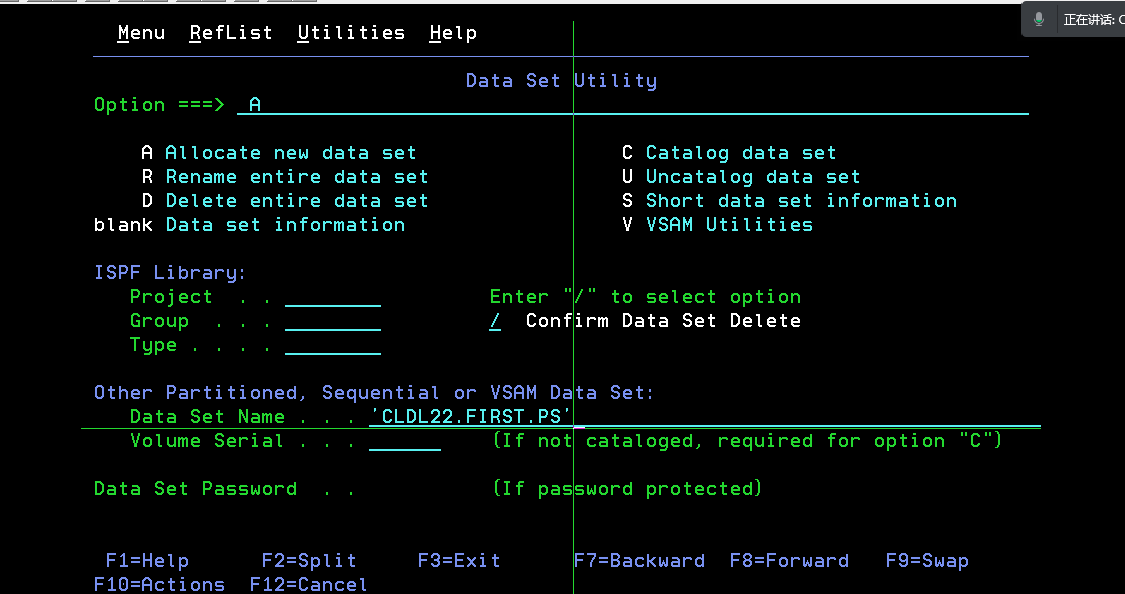 正在讲话: C
Menu RefList Utilities Help
Data Set Utility
Option ===> A
A Allocate new data set C Catalog data set
R Rename entire data set U Uncatalog data set
D Delete entire data set S Short data set information
blank Data set information V VSAM Utilities
ISPF Library:
Project . . Enter "/" to select option
Group . . . / Confirm Data Set Delete
Type . . . .
Other Partitioned, Sequential or VSAM Data Set:
Data Set Name . . . 'CLDL22.FIRST.PS'
Volume Serial . . . (If not cataloged, required for option "C")
Data Set Password . . (If password protected)
F1=Help F2=Split F3=Exit F7=Backward F8=Forward F9=Swap
F10=Actions F12=Cancel